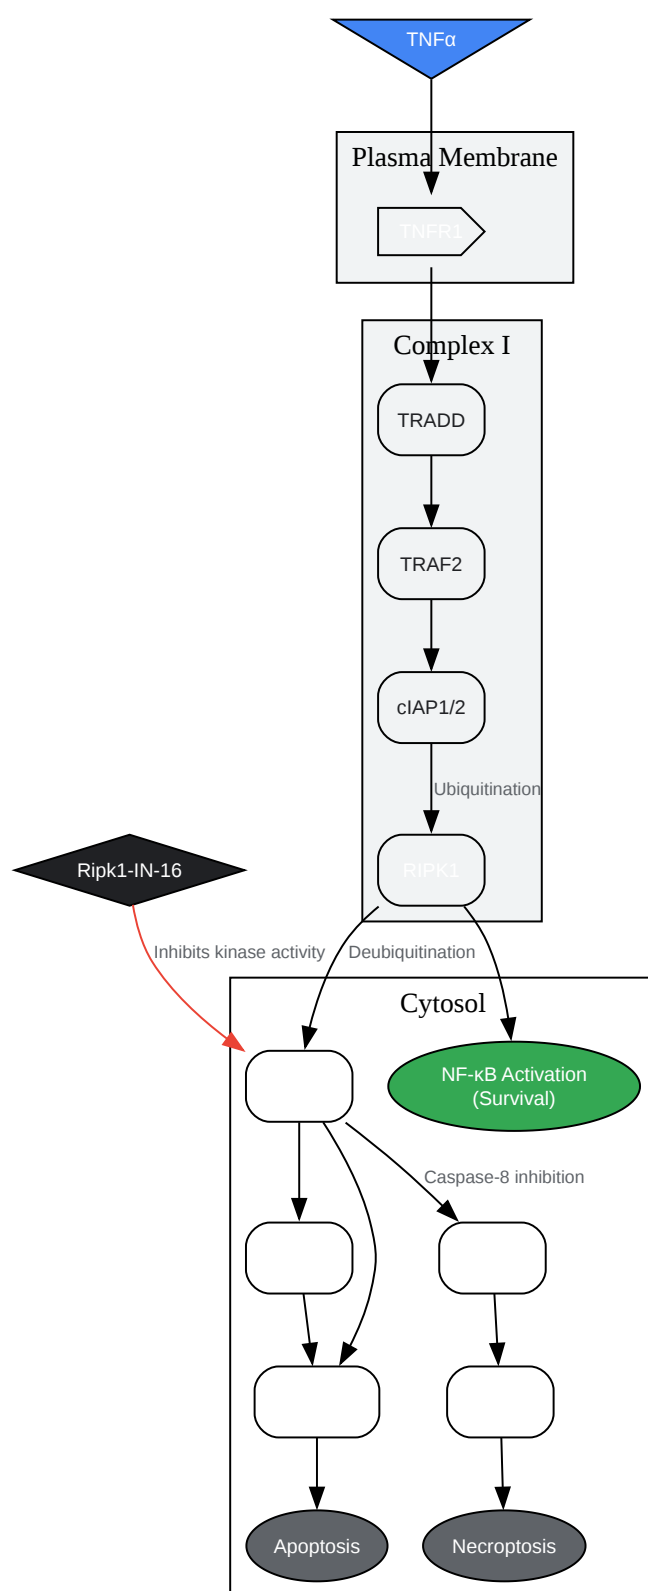 TNFα
Plasma Membrane
TNFR1
Complex I
TRADD
TRAF2
cIAP1/2
Ubiquitination
Ripk1-IN-16
RIPK1
Inhibits kinase activity
Deubiquitination
Cytosol
NF-κB Activation
(Survival)
Caspase-8 inhibition
Apoptosis
Necroptosis